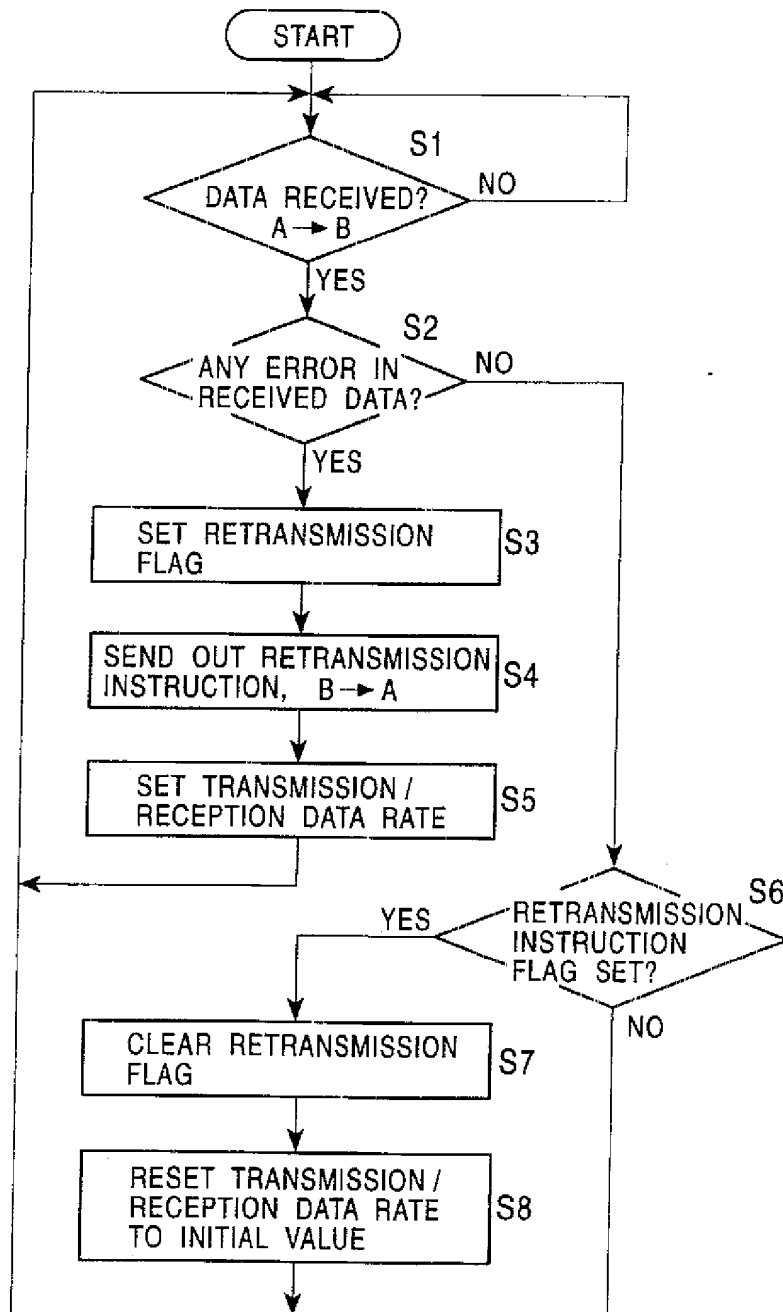 START
S1
DATA RECEIVED?
A → B
NO
YES
S2
ANY ERROR IN
RECEIVED DATA?
NO
YES
SET RETRANSMISSION
FLAG
S3
SEND OUT RETRANSMISSION
INSTRUCTION, B → A
S4
SET TRANSMISSION /
RECEPTION DATA RATE
S5
S6
RETRANSMISSION
INSTRUCTION
FLAG SET?
YES
NO
CLEAR RETRANSMISSION
FLAG
S7
RESET TRANSMISSION /
RECEPTION DATA RATE
TO INITIAL VALUE
S8